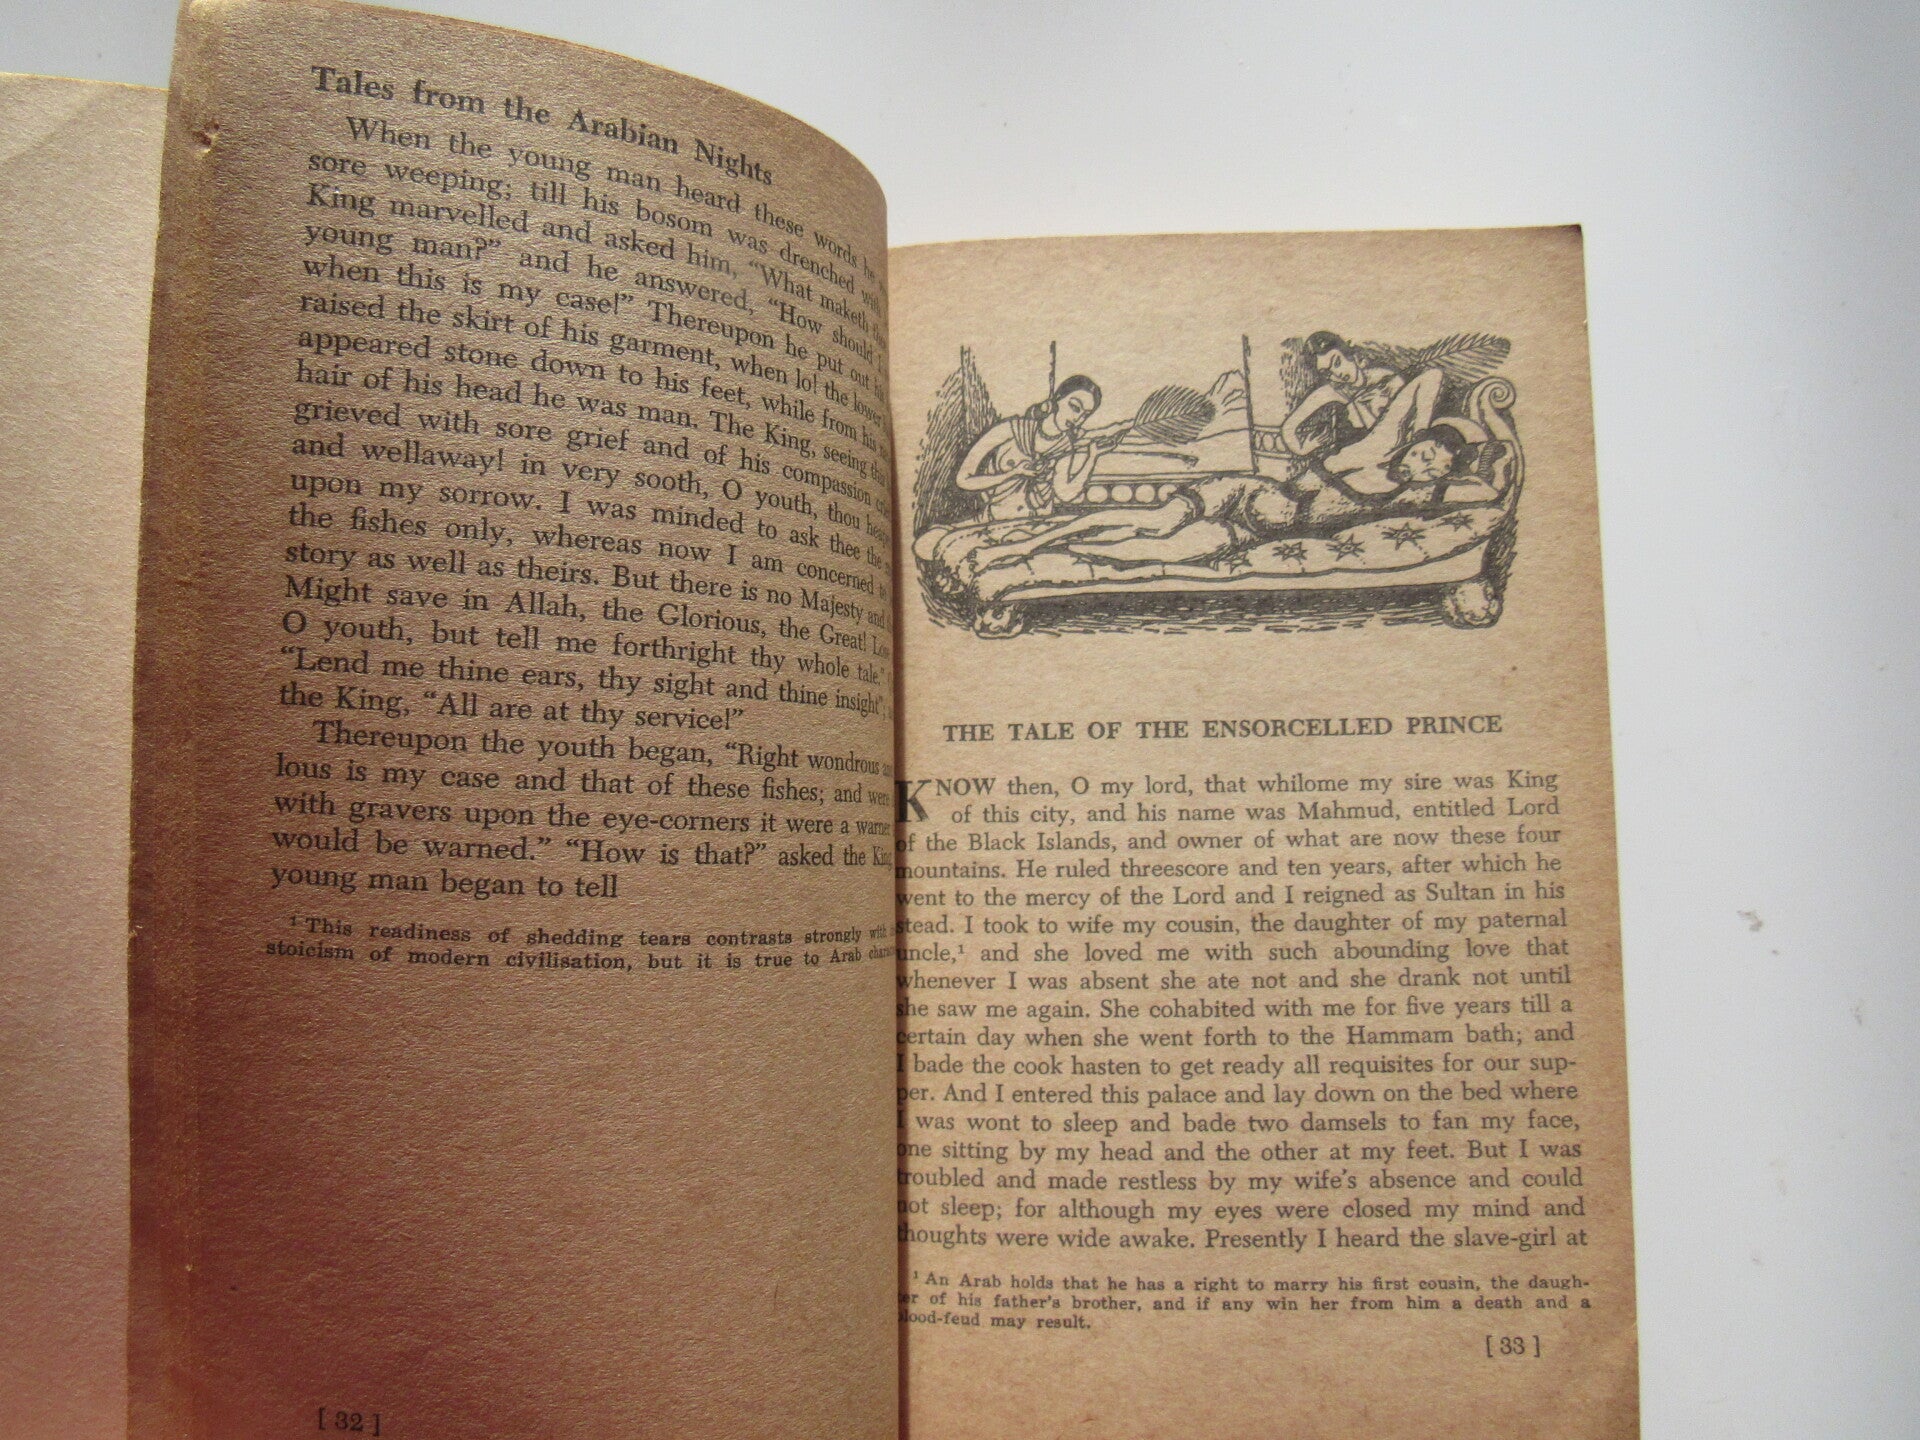 Tales from the Arabian Nights
When the young man heard these words he
sore weeping; till his bosom was drenched with
King marvelled and asked him, “What maketh thee
young man?” and he answered, “How should I
when this is my case!” Thereupon he put out his
raised the skirt of his garment, when lo! the lower
appeared stone down to his feet, while from his
hair of his head he was man. The King, seeing this
grieved with sore grief and of his compassion
and wellaway! in very sooth, O youth, thou
upon my sorrow. I was minded to ask thee the
the fishes only, whereas now I am concerned
story as well as theirs. But there is no Majesty and
Might save in Allah, the Glorious, the Great!
O youth, but tell me forthright thy whole tale.”
“Lend me thine ears, thy sight and thine insight”;
the King, “All are at thy service!”
Thereupon the youth began, “Right wondrous
lous is my case and that of these fishes; and were
with gravers upon the eye-corners it were a warner
would be warned.” “How is that?” asked the King
young man began to tell
¹ This readiness of shedding tears contrasts strongly with
stoicism of modern civilisation, but it is true to Arab
[ 32 ]
THE TALE OF THE ENSORCELLED PRINCE
KNOW then, O my lord, that whilome my sire was King
of this city, and his name was Mahmud, entitled Lord
of the Black Islands, and owner of what are now these four
mountains. He ruled threescore and ten years, after which he
went to the mercy of the Lord and I reigned as Sultan in his
stead. I took to wife my cousin, the daughter of my paternal
uncle,¹ and she loved me with such abounding love that
whenever I was absent she ate not and she drank not until
she saw me again. She cohabited with me for five years till a
certain day when she went forth to the Hammam bath; and
I bade the cook hasten to get ready all requisites for our sup-
per. And I entered this palace and lay down on the bed where
I was wont to sleep and bade two damsels to fan my face,
one sitting by my head and the other at my feet. But I was
troubled and made restless by my wife's absence and could
not sleep; for although my eyes were closed my mind and
thoughts were wide awake. Presently I heard the slave-girl at
¹ An Arab holds that he has a right to marry his first cousin, the daugh-
ter of his father's brother, and if any win her from him a death and a
blood-feud may result.
[ 33 ]